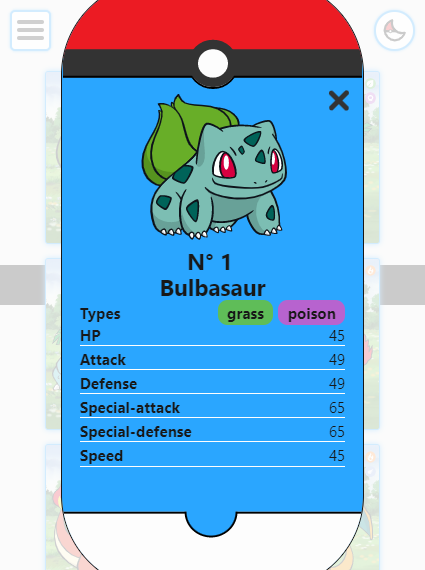 N° 1
Bulbasaur
Types grass poison
HP 45
Attack 49
Defense 49
Special-attack 65
Special-defense 65
Speed 45